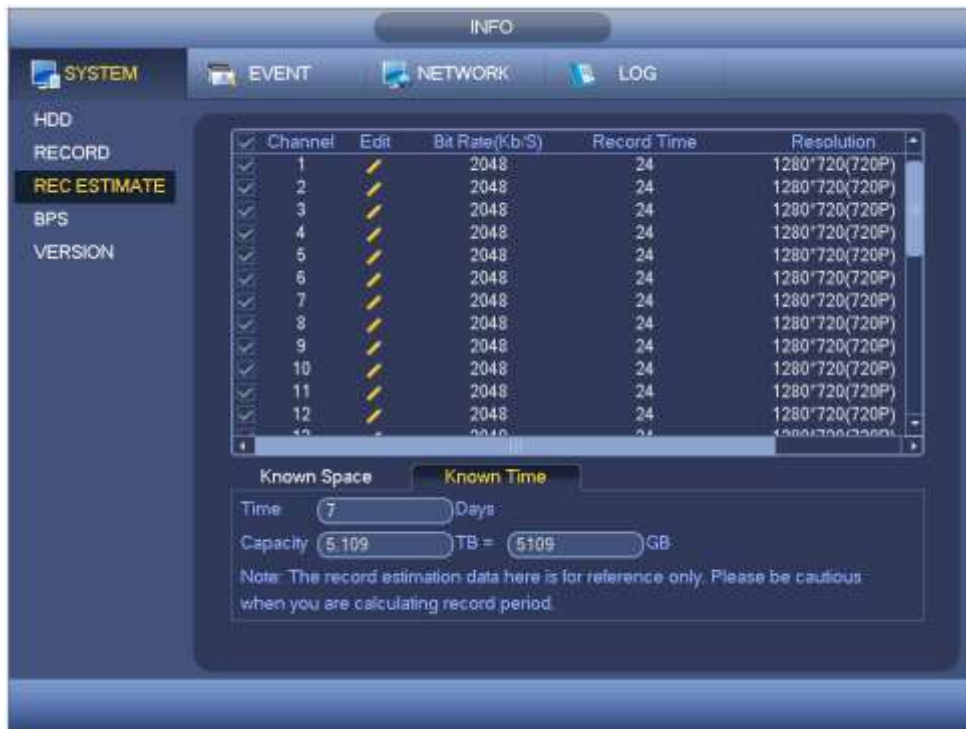 INFO
SYSTEM EVENT NETWORK LOG
HDD
RECORD
REC ESTIMATE
BPS
VERSION
Channel Edit Bit Rate(Kb/S) Record Time Resolution
1 2048 24 1280*720(720P)
2 2048 24 1280*720(720P)
3 2048 24 1280*720(720P)
4 2048 24 1280*720(720P)
5 2048 24 1280*720(720P)
6 2048 24 1280*720(720P)
7 2048 24 1280*720(720P)
8 2048 24 1280*720(720P)
9 2048 24 1280*720(720P)
10 2048 24 1280*720(720P)
11 2048 24 1280*720(720P)
12 2048 24 1280*720(720P)
Known Space Known Time
Time 7 Days
Capacity 5.109 TB = 5109 GB
Note: The record estimation data here is for reference only. Please be cautious
when you are calculating record period.